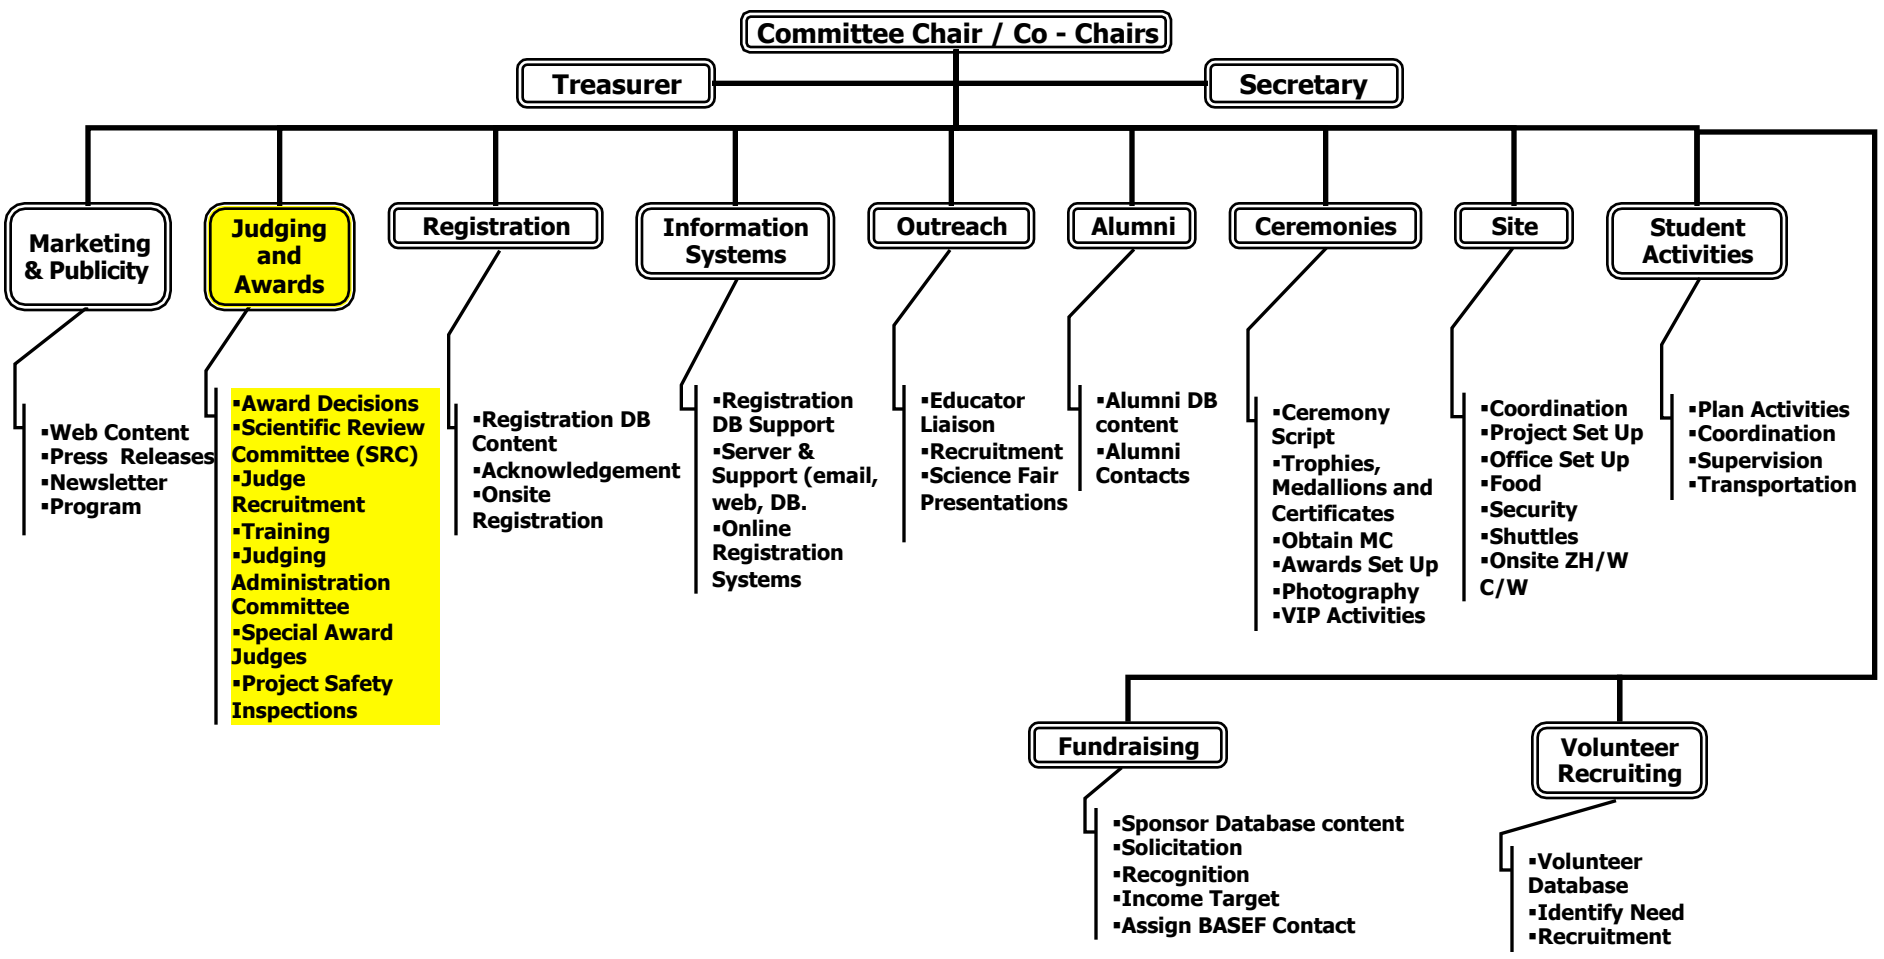 Committee Chair / Co - Chairs
Treasurer
Secretary
Marketing
& Publicity
Judging
and
Awards
Registration
Information
Systems
Outreach
Alumni
Ceremonies
Site
Student
Activities
▪Web Content
▪Press  Releases
▪Newsletter
▪Program
▪Award Decisions
▪Scientific Review
Committee (SRC)
▪Judge
Recruitment
▪Training
▪Judging
Administration
Committee
▪Special Award
Judges
▪Project Safety
Inspections
▪Registration DB
Content
▪Acknowledgement
▪Onsite
Registration
▪Registration
DB Support
▪Server &
Support (email,
web, DB.
▪Online
Registration
Systems
▪Educator
Liaison
▪Recruitment
▪Science Fair
Presentations
▪Alumni DB
content
▪Alumni
Contacts
▪Ceremony
Script
▪Trophies,
Medallions and
Certificates
▪Obtain MC
▪Awards Set Up
▪Photography
▪VIP Activities
▪Coordination
▪Project Set Up
▪Office Set Up
▪Food
▪Security
▪Shuttles
▪Onsite ZH/W
C/W
▪Plan Activities
▪Coordination
▪Supervision
▪Transportation
Fundraising
Volunteer
Recruiting
▪Sponsor Database content
▪Solicitation
▪Recognition
▪Income Target
▪Assign BASEF Contact
▪Volunteer
Database
▪Identify Need
▪Recruitment